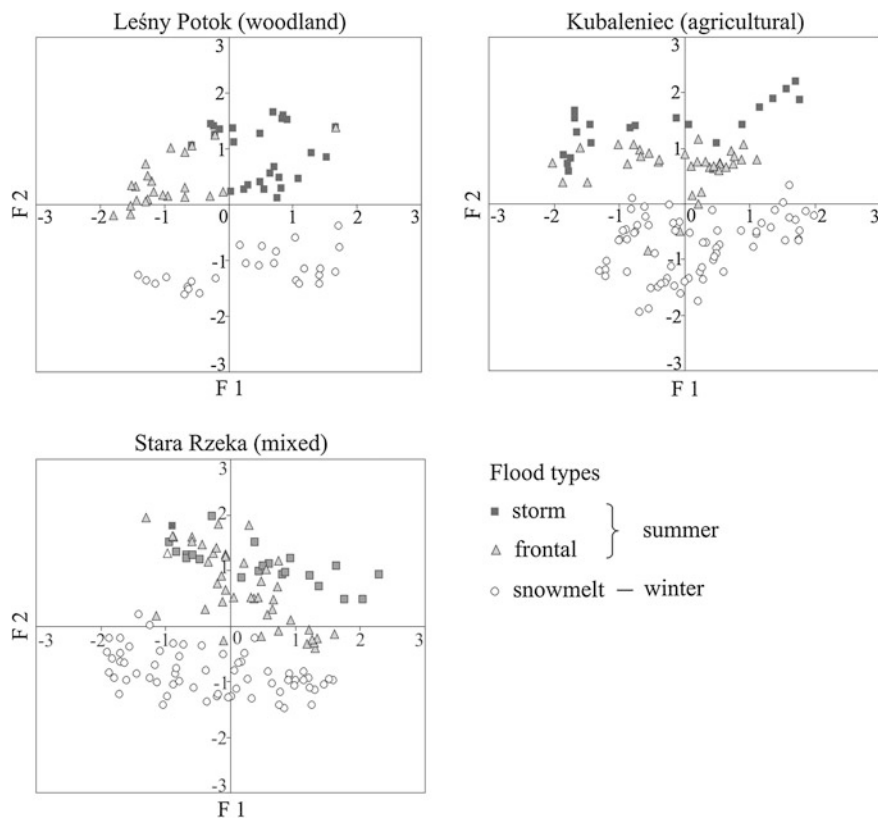 Leśny Potok (woodland)
3
2
1
0
-3 -2 -1 1 2 3
-1
-2
-3
F 2
F 1
Kubaleniec (agricultural)
3
2
1
-3 -2 -1 0 1 2 3
-1
-2
-3
F 2
F 1
Stara Rzeka (mixed)
3
2
1
-3 -2 -1 0 1 2 3
-1
-2
-3
F 2
F 1
Flood types
storm
frontal
summer
snowmelt — winter